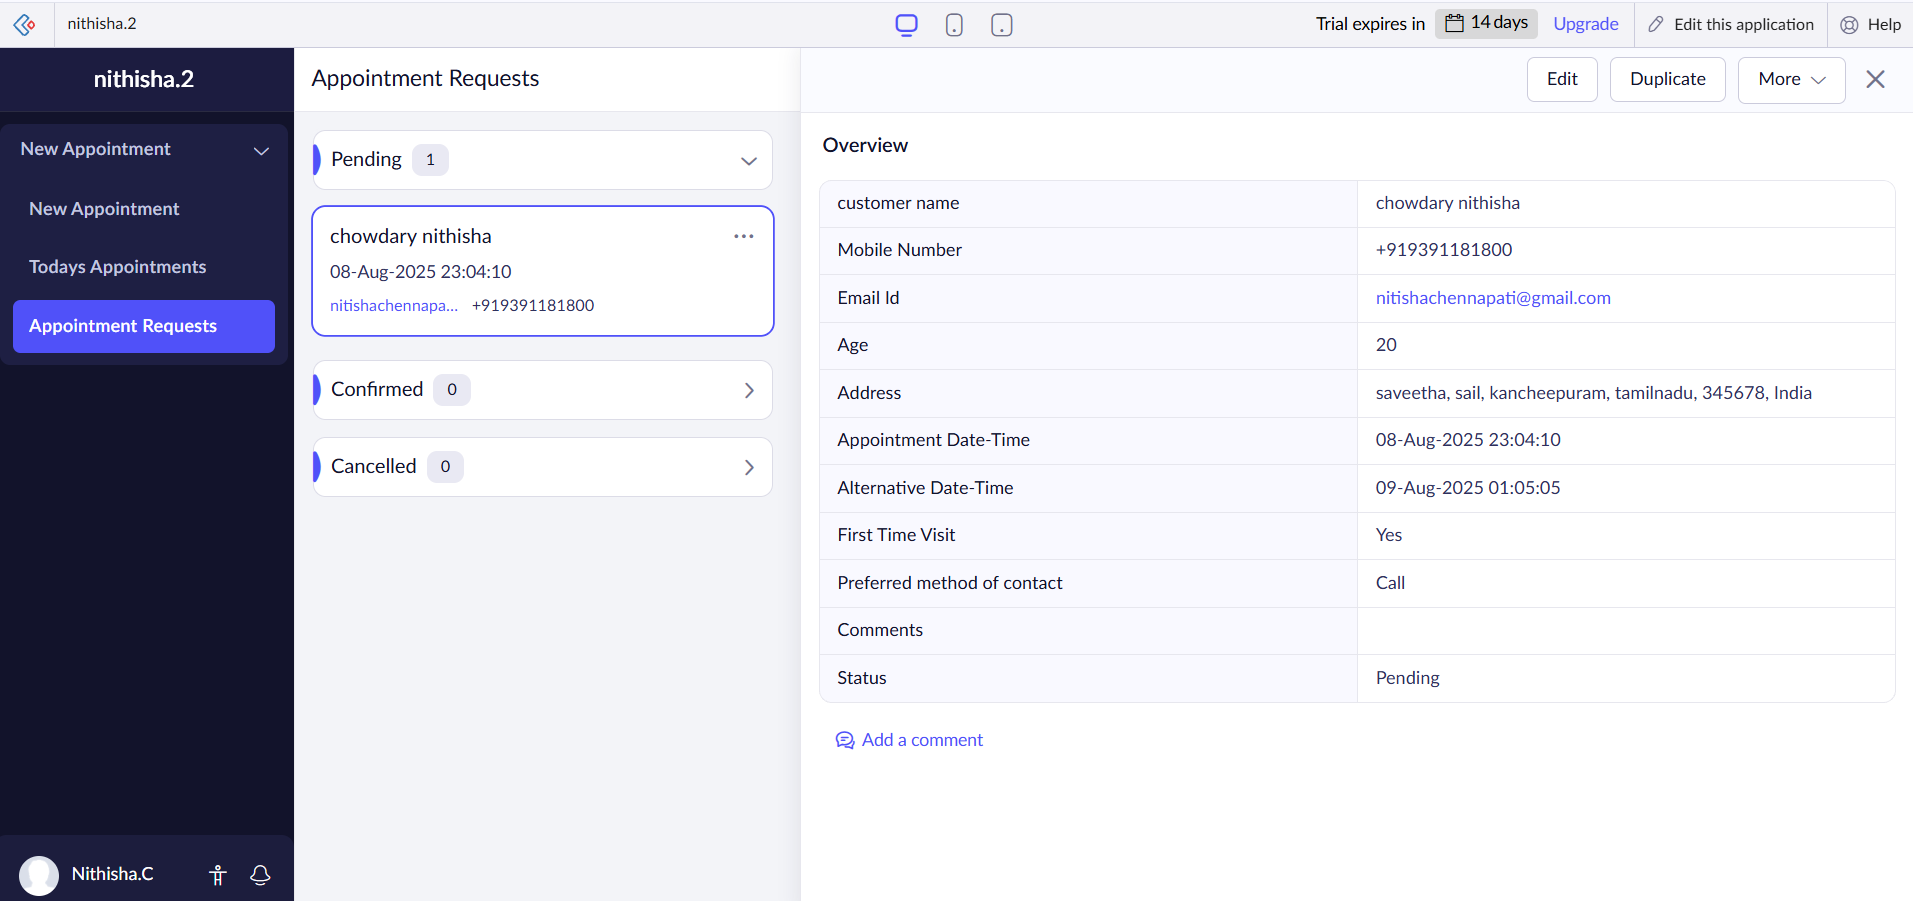 nithisha.2
Trial expires in 14 days Upgrade Edit this application Help
nithisha.2
New Appointment
New Appointment
Todays Appointments
Appointment Requests
Nithisha.C
Appointment Requests
Pending 1
chowdary nithisha
08-Aug-2025 23:04:10
nitishachennapa... +919391181800
Confirmed 0
Cancelled 0
Edit Duplicate More
Overview
customer name chowdary nithisha
Mobile Number +919391181800
Email Id nitishachennapati@gmail.com
Age 20
Address saveetha, sail, kancheepuram, tamilnadu, 345678, India
Appointment Date-Time 08-Aug-2025 23:04:10
Alternative Date-Time 09-Aug-2025 01:05:05
First Time Visit Yes
Preferred method of contact Call
Comments
Status Pending
Add a comment